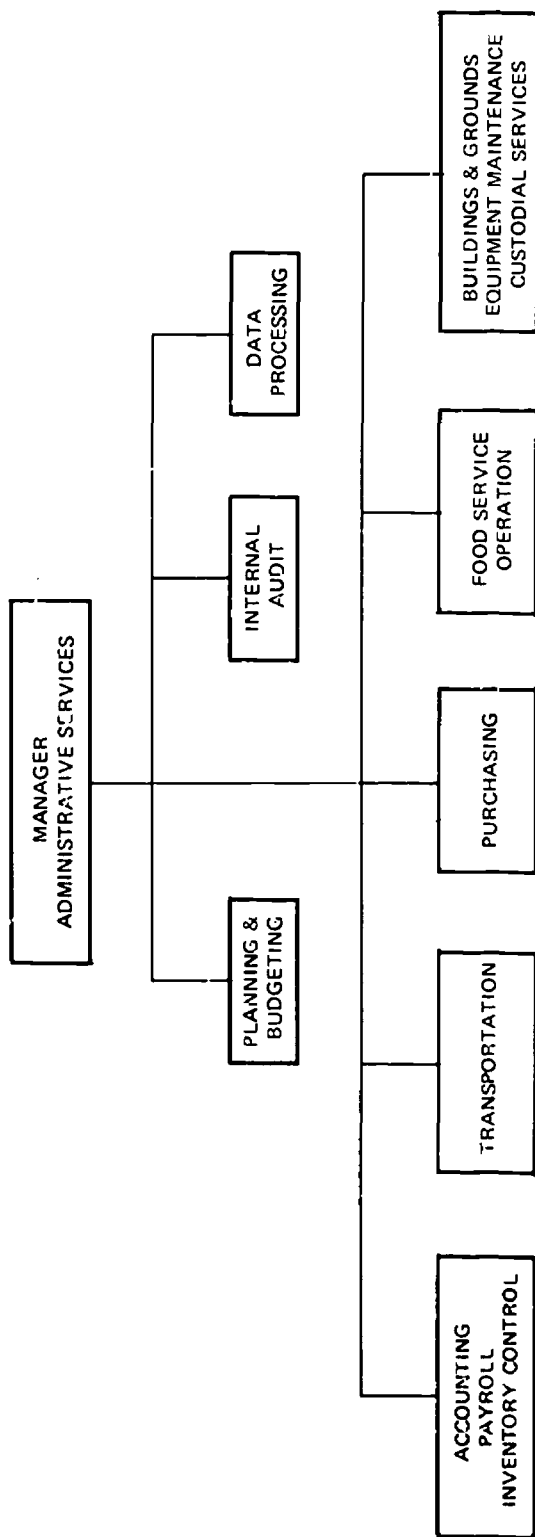 MANAGER
ADMINISTRATIVE SERVICES
PLANNING &
BUDGETING
INTERNAL
AUDIT
DATA
PROCESSING
ACCOUNTING
PAYROLL
INVENTORY CONTROL
TRANSPORTATION
PURCHASING
FOOD SERVICE
OPERATION
BUILDINGS & GROUNDS
EQUIPMENT MAINTENANCE
CUSTODIAL SERVICES